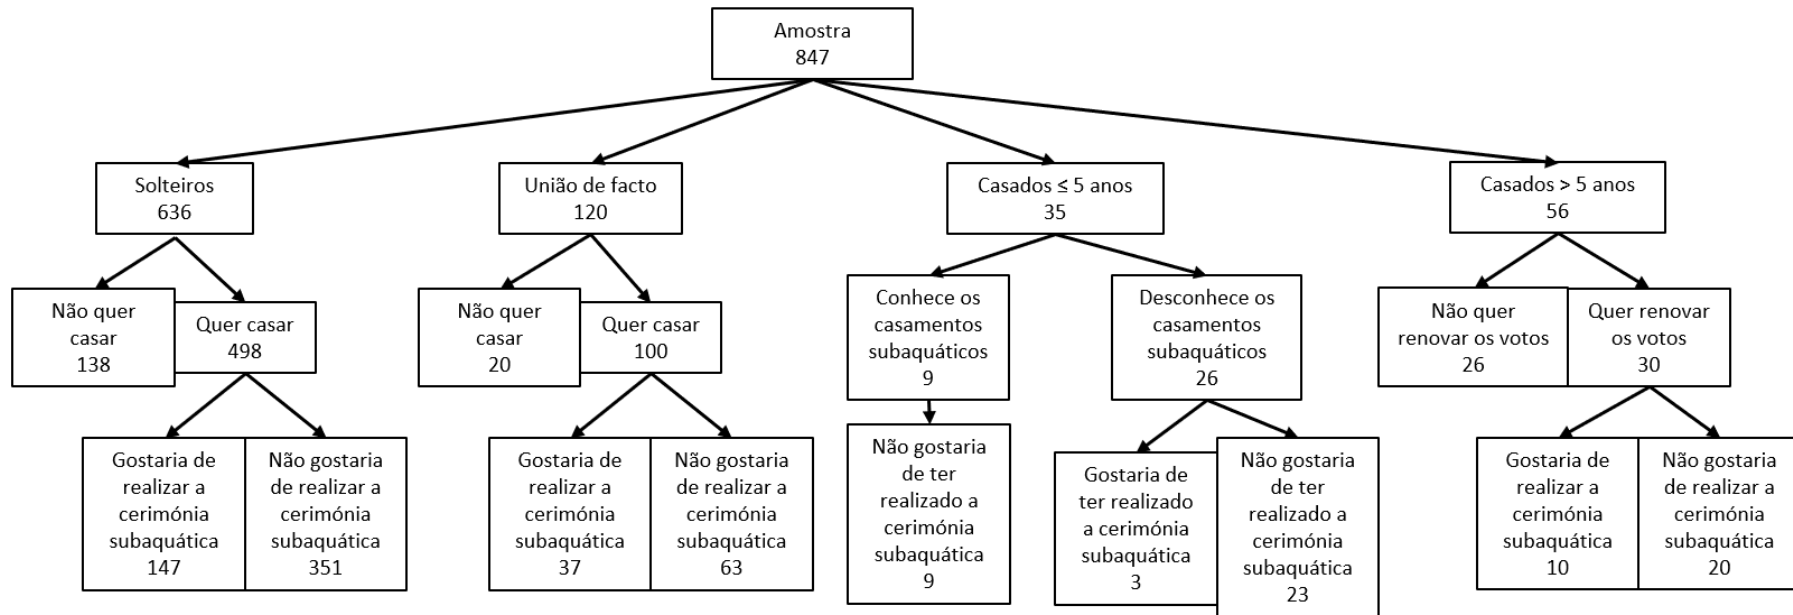 Amostra
847
Solteiros
636
União de facto
120
Casados ≤ 5 anos
35
Casados > 5 anos
56
Não quer
casar
138
Quer casar
498
Não quer
casar
20
Quer casar
100
Conhece os
casamentos
subaquáticos
9
Desconhece os
casamentos
subaquáticos
26
Não quer
renovar os votos
26
Quer renovar
os votos
30
Gostaria de
realizar a
cerimónia
subaquática
147
Não gostaria
de realizar a
cerimónia
subaquática
351
Gostaria de
realizar a
cerimónia
subaquática
37
Não gostaria
de realizar a
cerimónia
subaquática
63
Não gostaria
de ter
realizado a
cerimónia
subaquática
9
Gostaria de
ter realizado
a cerimónia
subaquática
3
Não gostaria
de ter
realizado a
cerimónia
subaquática
23
Gostaria de
realizar a
cerimónia
subaquática
10
Não gostaria
de realizar a
cerimónia
subaquática
20